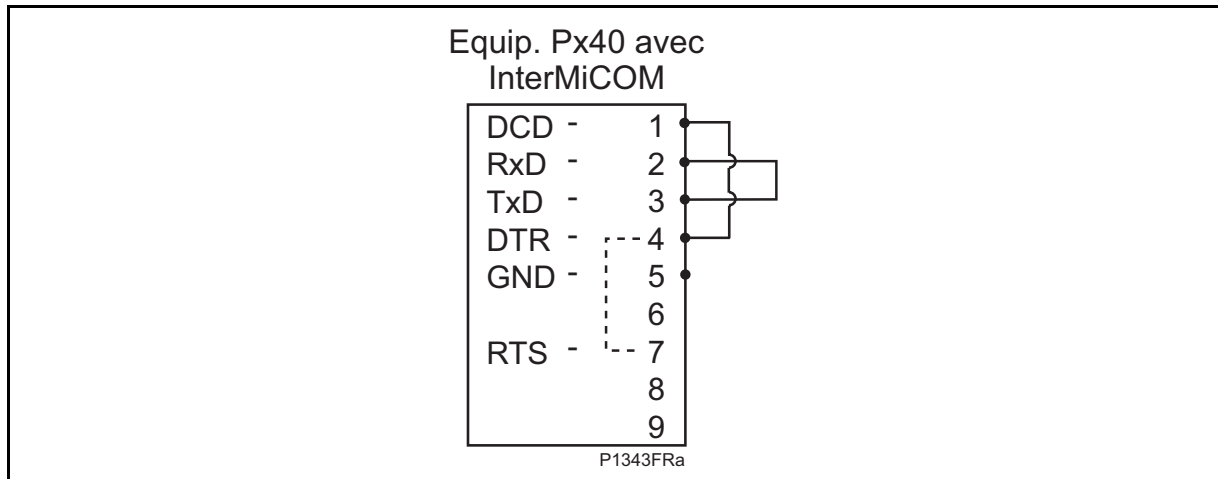 Equip. Px40 avec
InterMiCOM
DCD - 1
RxD - 2
TxD - 3
DTR - 4
GND - 5
6
RTS - 7
8
9
P1343FRa